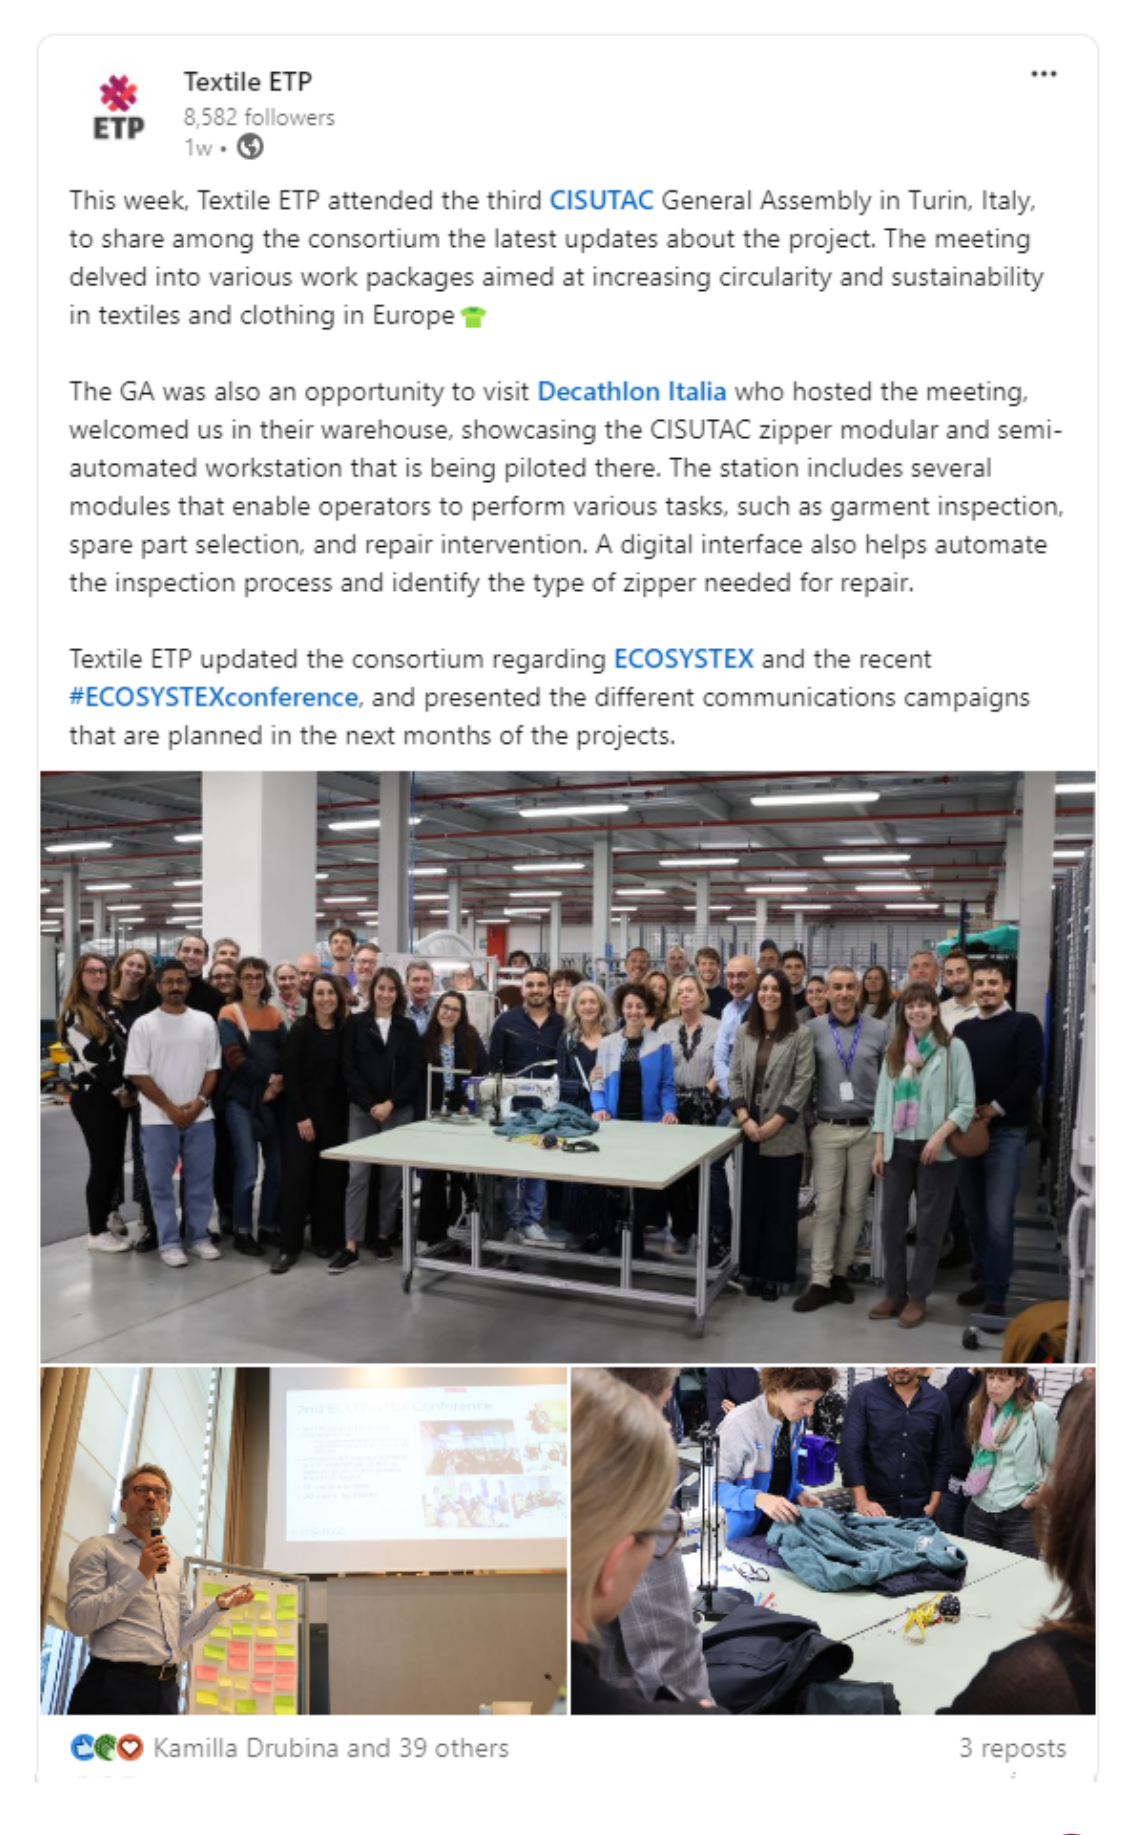 Textile ETP
8,582 followers
1w •
ETP
This week, Textile ETP attended the third CISUTAC General Assembly in Turin, Italy,
to share among the consortium the latest updates about the project. The meeting
delved into various work packages aimed at increasing circularity and sustainability
in textiles and clothing in Europe
The GA was also an opportunity to visit Decathlon Italia who hosted the meeting,
welcomed us in their warehouse, showcasing the CISUTAC zipper modular and semi-
automated workstation that is being piloted there. The station includes several
modules that enable operators to perform various tasks, such as garment inspection,
spare part selection, and repair intervention. A digital interface also helps automate
the inspection process and identify the type of zipper needed for repair.
Textile ETP updated the consortium regarding ECOSYSTEX and the recent
#ECOSYSTEXconference, and presented the different communications campaigns
that are planned in the next months of the projects.
2nd ECOSYSTEX Conference
CISUTAC
Kamilla Drubina and 39 others
3 reposts